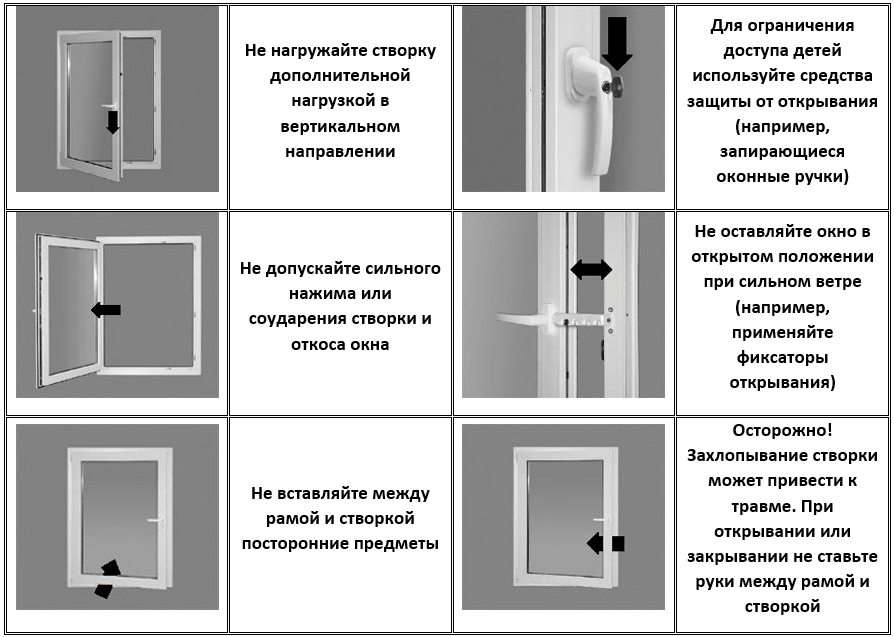 Не нагружайте створку
дополнительной
нагрузкой в
вертикальном
направлении
Для ограничения
доступа детей
используйте средства
защиты от открывания
(например,
запирающиеся
оконные ручки)
Не допускайте сильного
нажима или
соударения створки и
откоса окна
Не оставляйте окно в
открытом положении
при сильном ветре
(например,
применяйте
фиксаторы
открывания)
Не вставляйте между
рамой и створкой
посторонние предметы
Осторожно!
Захлопывание створки
может привести к
травме. При
открывании или
закрывании не ставьте
руки между рамой и
створкой